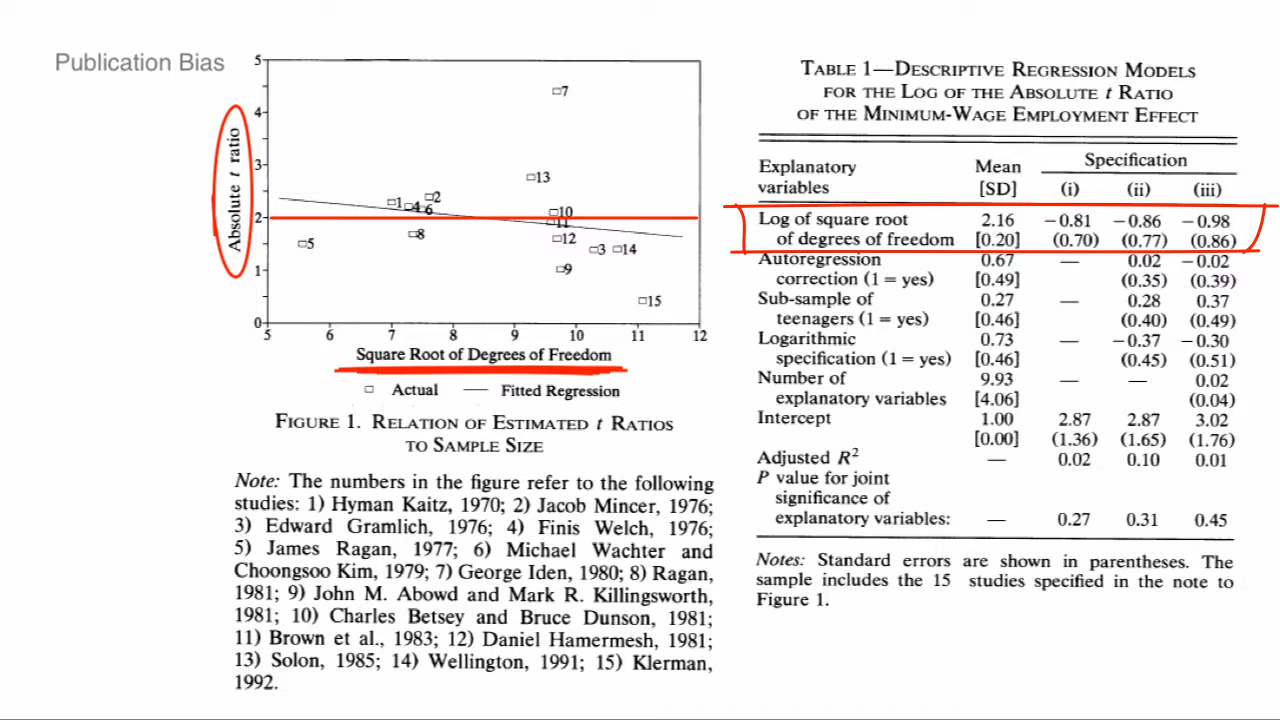 Publication Bias
5
4
3
2
1
0
Absolute t ratio
7
13
1
4
6
2
10
11
5
8
12
3
14
9
15
5
6
7
8
9
10
11
12
Square Root of Degrees of Freedom
Actual
Fitted Regression
FIGURE 1. RELATION OF ESTIMATED t RATIOS
TO SAMPLE SIZE
Note: The numbers in the figure refer to the following
studies: 1) Hyman Kaitz, 1970; 2) Jacob Mincer, 1976;
3) Edward Gramlich, 1976; 4) Finis Welch, 1976;
5) James Ragan, 1977; 6) Michael Wachter and
Choongsoo Kim, 1979; 7) George Iden, 1980; 8) Ragan,
1981; 9) John M. Abowd and Mark R. Killingsworth,
1981; 10) Charles Betsey and Bruce Dunson, 1981;
11) Brown et al., 1983; 12) Daniel Hamermesh, 1981;
13) Solon, 1985; 14) Wellington, 1991; 15) Klerman,
1992.
TABLE 1—DESCRIPTIVE REGRESSION MODELS
FOR THE LOG OF THE ABSOLUTE t RATIO
OF THE MINIMUM-WAGE EMPLOYMENT EFFECT
Explanatory Mean Specification
variables [SD] (i) (ii) (iii)
Log of square root 2.16 −0.81 −0.86 −0.98
of degrees of freedom [0.20] (0.70) (0.77) (0.86)
Autoregression 0.67 — 0.02 −0.02
correction (1 = yes) [0.49] (0.35) (0.39)
Sub-sample of 0.27 — 0.28 0.37
teenagers (1 = yes) [0.46] (0.40) (0.49)
Logarithmic 0.73 — −0.37 −0.30
specification (1 = yes) [0.46] (0.45) (0.51)
Number of 9.93 — — 0.02
explanatory variables [4.06] (0.04)
Intercept 1.00 2.87 2.87 3.02
[0.00] (1.36) (1.65) (1.76)
Adjusted R² — 0.02 0.10 0.01
P value for joint
significance of
explanatory variables: — 0.27 0.31 0.45
Notes: Standard errors are shown in parentheses. The
sample includes the 15 studies specified in the note to
Figure 1.